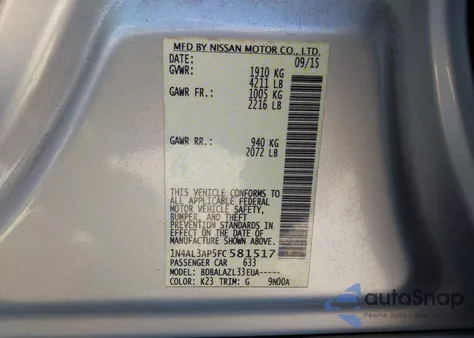 MFD BY NISSAN MOTOR CO., LTD.
DATE: 09/15
GVWR: 1910 KG
4211 LB
GAWR FR: 1005 KG
2216 LB
GAWR RR: 940 KG
2072 LB
THIS VEHICLE CONFORMS TO
ALL APPLICABLE FEDERAL
MOTOR VEHICLE SAFETY,
BUMPER, AND THEFT
PREVENTION STANDARDS
IN EFFECT ON THE DATE OF
MANUFACTURE SHOWN ABOVE.
1N4AL3AP5FC581517
PASSENGER CAR 633
MODEL: BDBALAZL33EUA-----
COLOR: K23 TRIM: G 9N00A
autoSnap
Pewne auto z USA